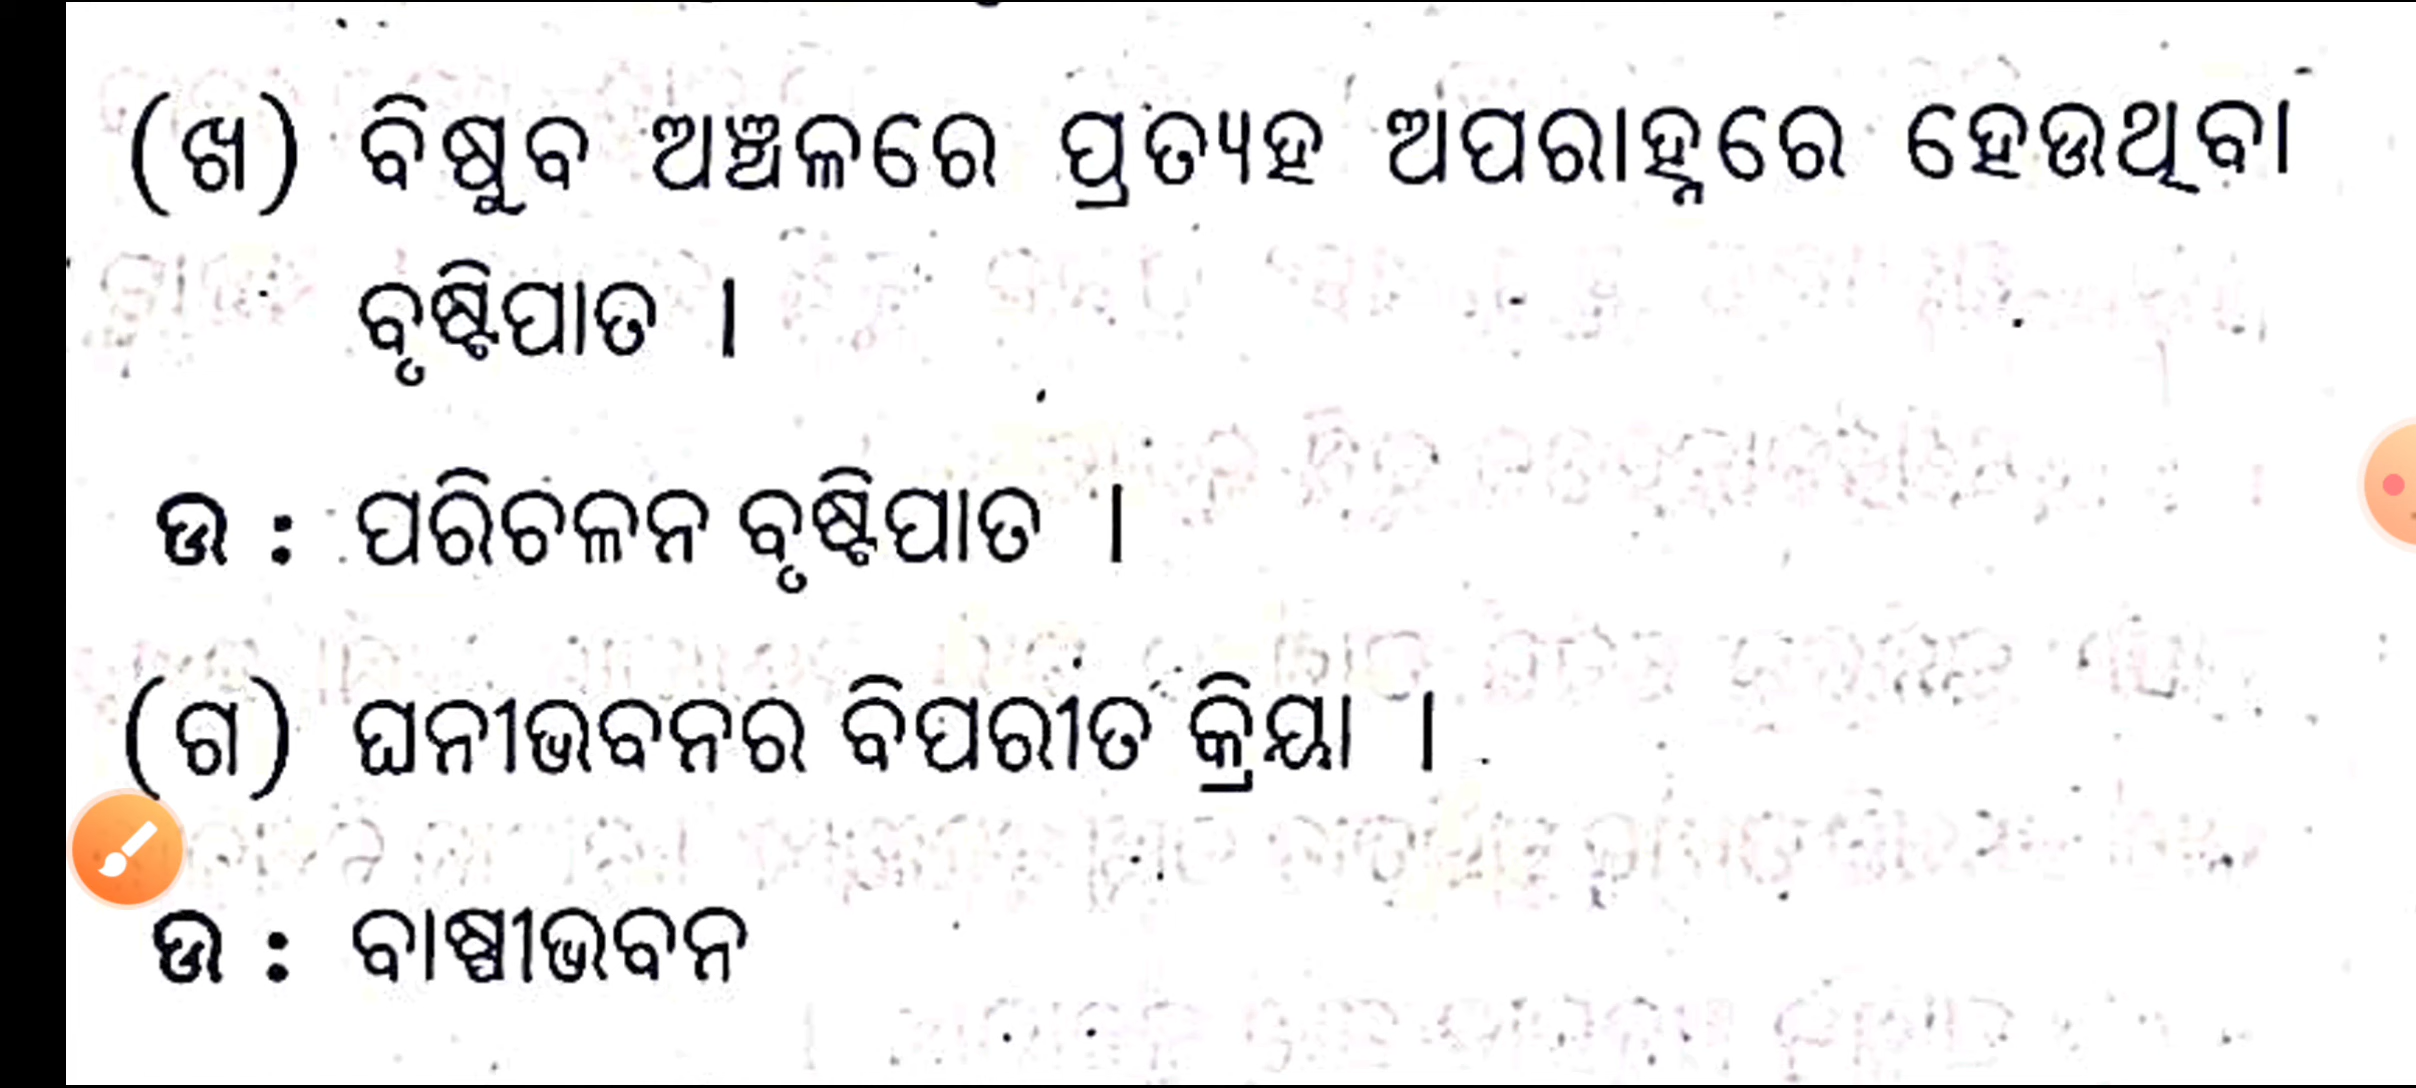 (ଖ) ବିଷୁବ ଅଞ୍ଚଳରେ ପ୍ରତ୍ୟହ ଅପରାହ୍ନରେ ହେଉଥିବା
ବୃଷ୍ଟିପାତ ।
ଉ : ପରିଚଳନ ବୃଷ୍ଟିପାତ ।
(ଗ) ଘନୀଭବନର ବିପରୀତ କ୍ରିୟା ।
ଉ : ବାଷ୍ପୀଭବନ